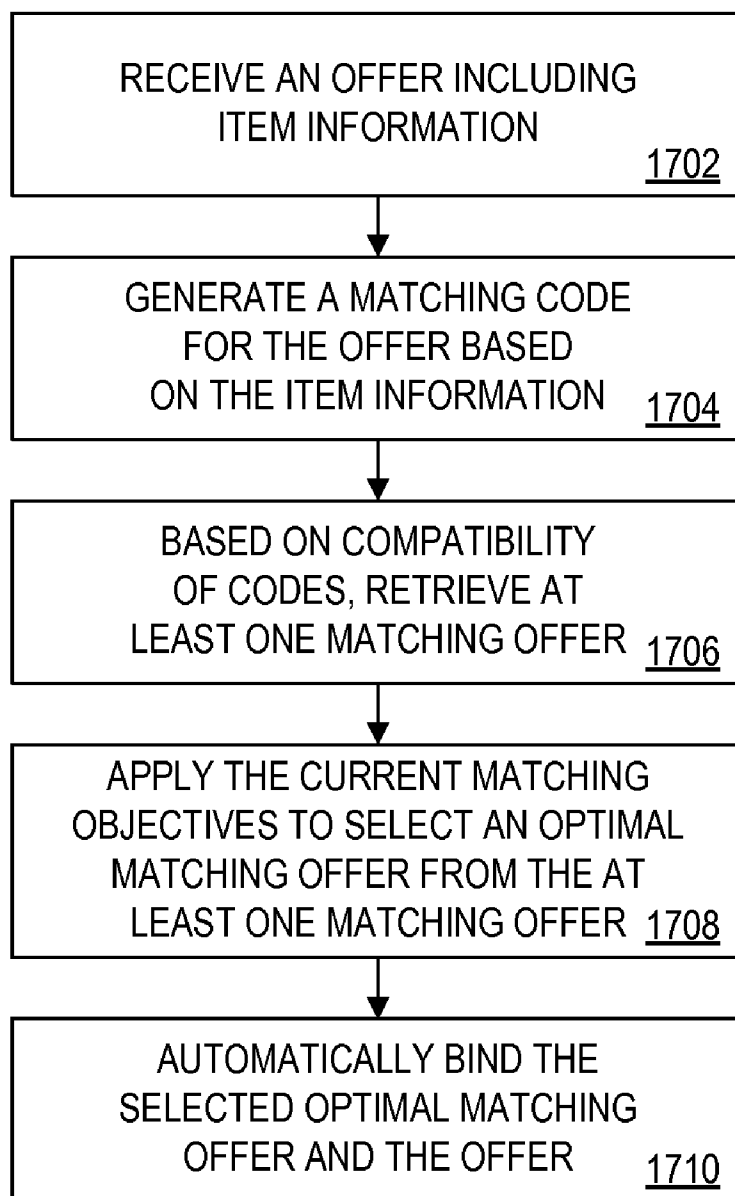 RECEIVE AN OFFER INCLUDING
ITEM INFORMATION
1702
GENERATE A MATCHING CODE
FOR THE OFFER BASED
ON THE ITEM INFORMATION
1704
BASED ON COMPATIBILITY
OF CODES, RETRIEVE AT
LEAST ONE MATCHING OFFER
1706
APPLY THE CURRENT MATCHING
OBJECTIVES TO SELECT AN OPTIMAL
MATCHING OFFER FROM THE AT
LEAST ONE MATCHING OFFER
1708
AUTOMATICALLY BIND THE
SELECTED OPTIMAL MATCHING
OFFER AND THE OFFER
1710